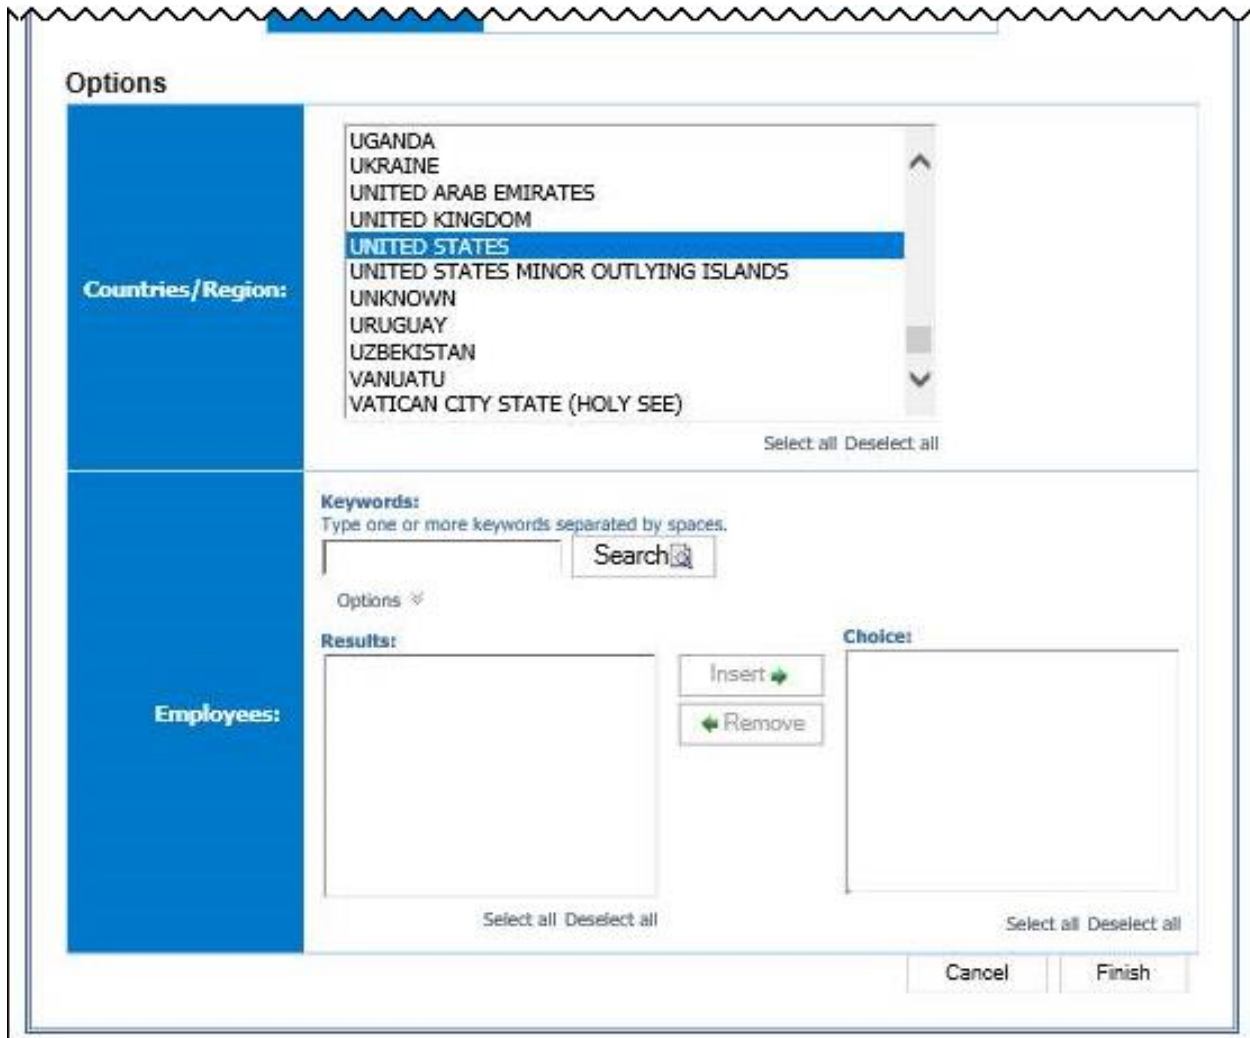 Options
Countries/Region:
UGANDA
UKRAINE
UNITED ARAB EMIRATES
UNITED KINGDOM
UNITED STATES
UNITED STATES MINOR OUTLYING ISLANDS
UNKNOWN
URUGUAY
UZBEKISTAN
VANUATU
VATICAN CITY STATE (HOLY SEE)
Select all Deselect all
Employees:
Keywords:
Type one or more keywords separated by spaces.
Search
Options
Results:
Insert
Remove
Choice:
Select all Deselect all
Select all Deselect all
Cancel
Finish